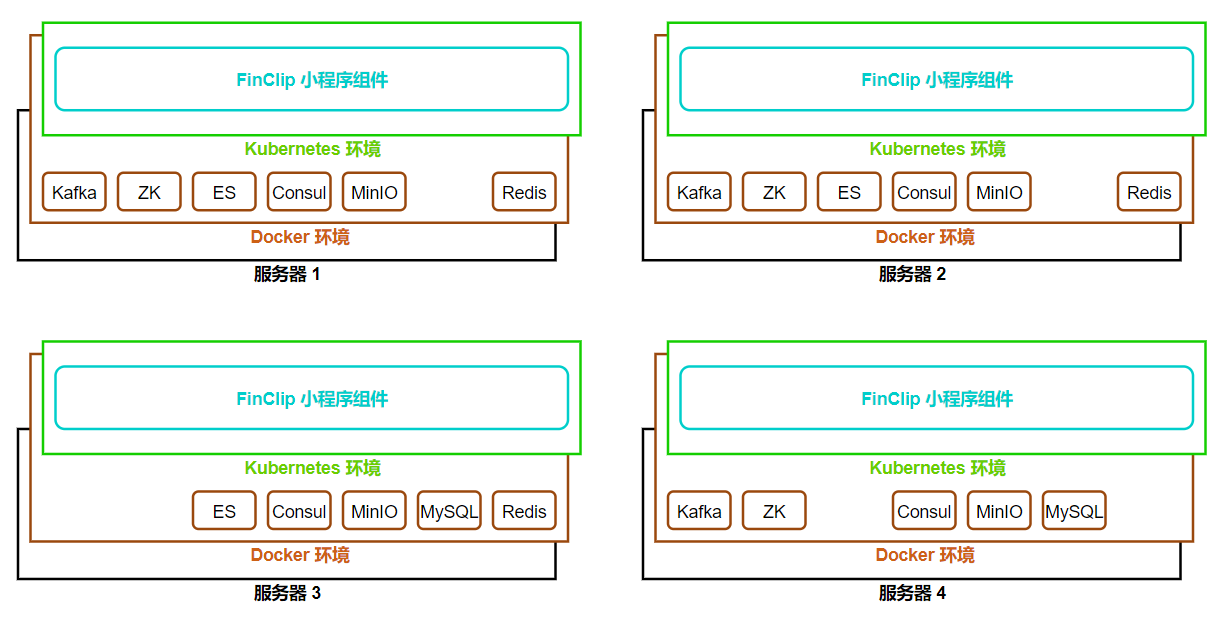 FinClip 小程序组件
Kubernetes 环境
Kafka ZK ES Consul MinIO Redis
Docker 环境
服务器 1
FinClip 小程序组件
Kubernetes 环境
Kafka ZK ES Consul MinIO Redis
Docker 环境
服务器 2
FinClip 小程序组件
Kubernetes 环境
ES Consul MinIO MySQL Redis
Docker 环境
服务器 3
FinClip 小程序组件
Kubernetes 环境
Kafka ZK Consul MinIO MySQL
Docker 环境
服务器 4